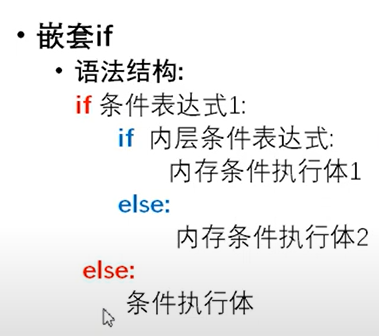 • 嵌套if
• 语法结构:
if 条件表达式1:
if 内层条件表达式:
内存条件执行体1
else:
内存条件执行体2
else:
条件执行体